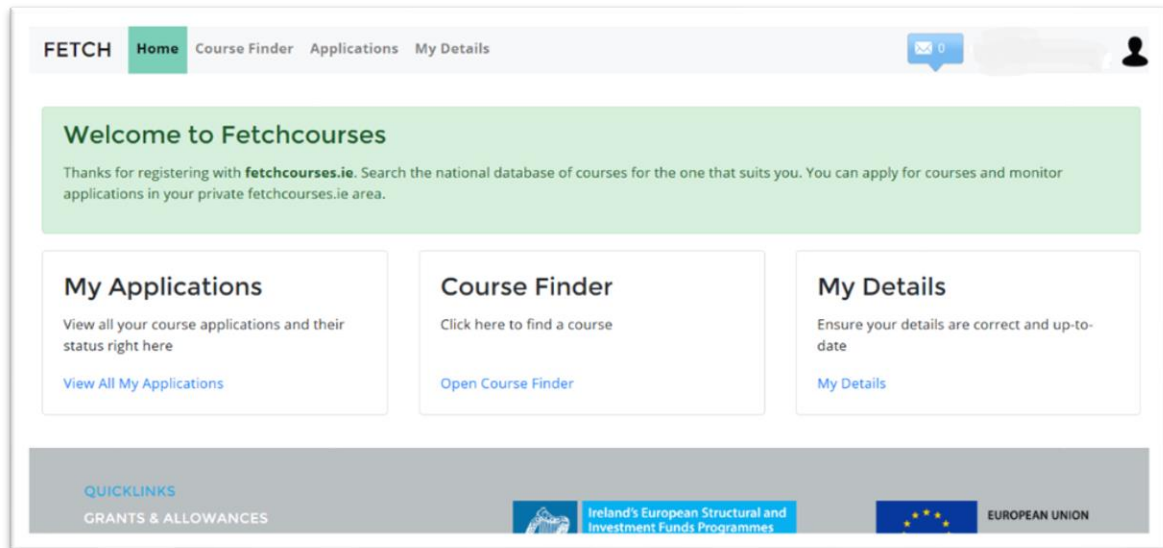 FETCH Home Course Finder Applications My Details 0
Welcome to Fetchcourses
Thanks for registering with fetchcourses.ie. Search the national database of courses for the one that suits you. You can apply for courses and monitor
applications in your private fetchcourses.ie area.
My Applications
View all your course applications and their
status right here
View All My Applications
Course Finder
Click here to find a course
Open Course Finder
My Details
Ensure your details are correct and up-to-
date
My Details
QUICKLINKS
GRANTS & ALLOWANCES
Ireland's European Structural and
Investment Funds Programmes
EUROPEAN UNION